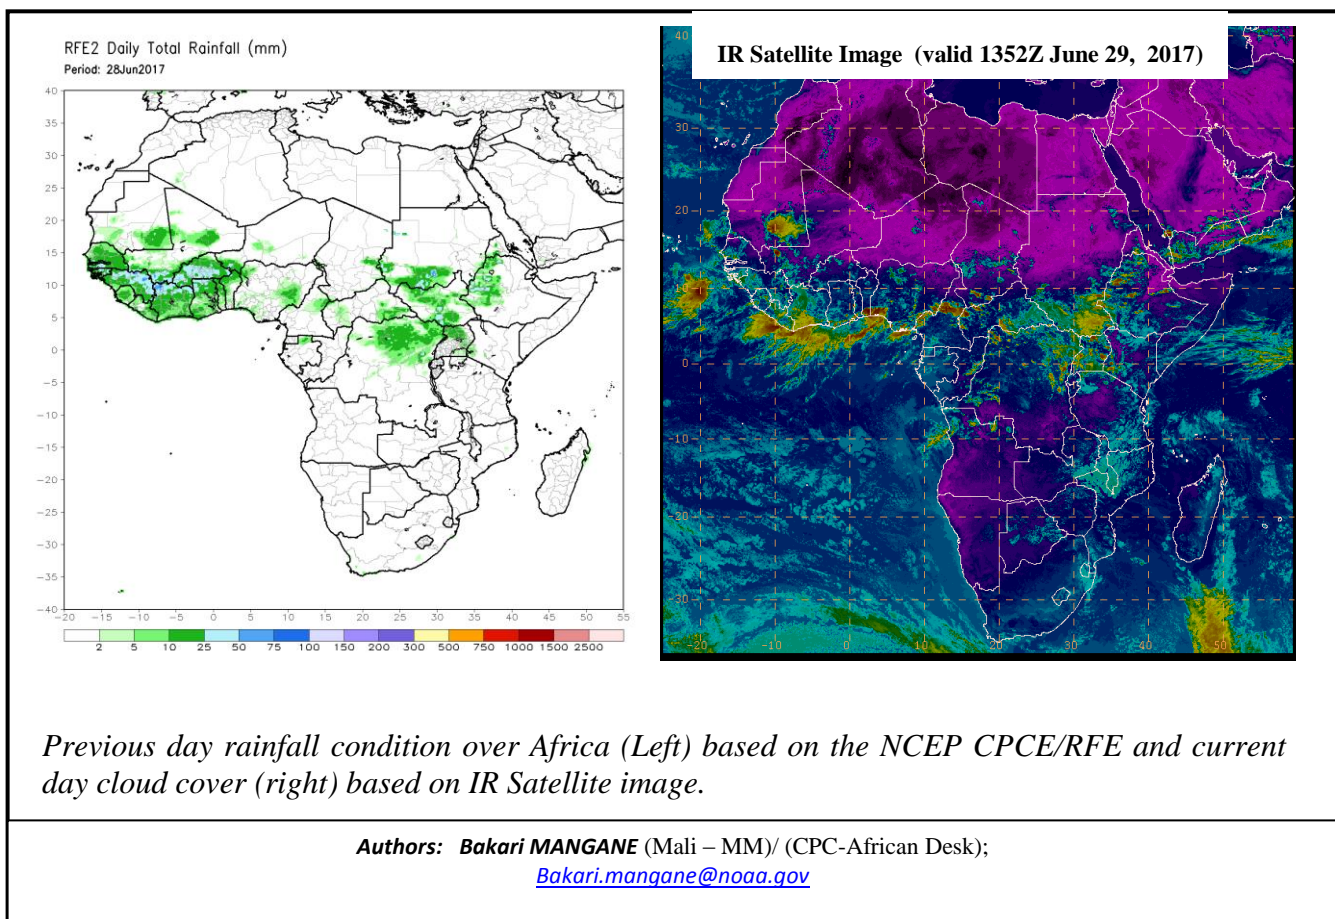 RFE2 Daily Total Rainfall (mm)
Period: 28Jun2017
40
35
30
25
20
15
10
5
0
−5
−10
−15
−20
−25
−30
−35
−40
−20 −15 −10 −5 0 5 10 15 20 25 30 35 40 45 50 55
2 5 10 25 50 75 100 150 200 300 500 750 1000 1500 2500
IR Satellite Image (valid 1352Z June 29, 2017)
40
30
20
10
0
-10
-20
-30
-20 -10 0 10 20 30 40 50
Previous day rainfall condition over Africa (Left) based on the NCEP CPCE/RFE and current
day cloud cover (right) based on IR Satellite image.
Authors: Bakari MANGANE (Mali – MM)/ (CPC-African Desk);
Bakari.mangane@noaa.gov